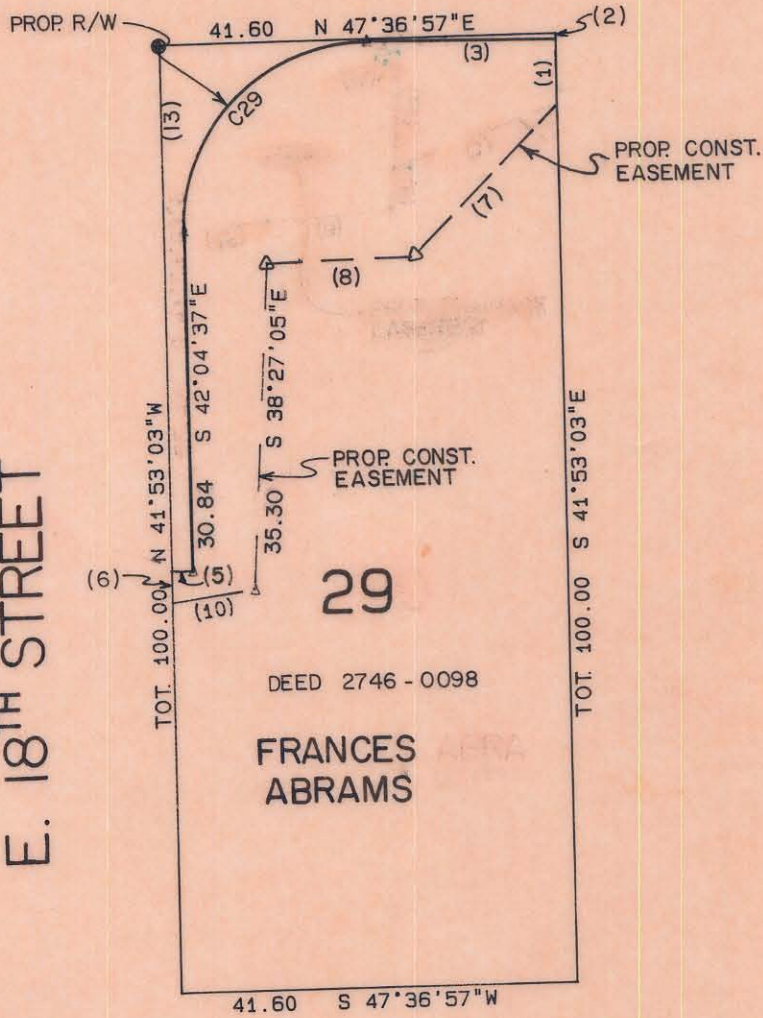 PROP. R/W
41.60 N 47°36'57"E
(2)
(3)
(1)
C29
(13)
PROP. CONST.
EASEMENT
(7)
(8)
30.84 S 42°04'37"E
35.30 S 38°27'05"E
PROP. CONST.
EASEMENT
TOT. 100.00 N 41°53'03"W
TOT. 100.00 S 41°53'03"E
(6)
(5)
(10)
29
DEED 2746-0098
FRANCES
ABRAMS
E. 18TH STREET
41.60 S 47°36'57"W